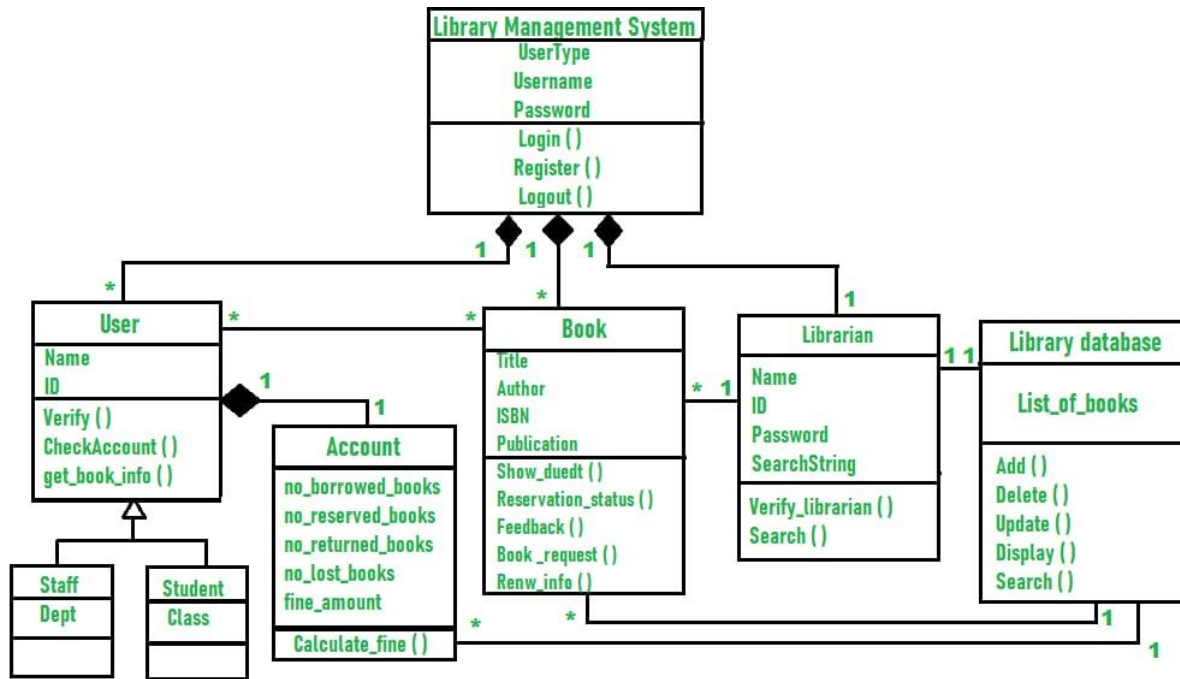 Library Management System
UserType
Username
Password
Login ( )
Register ( )
Logout ( )
1
1
1
*
*
1
User
Name
ID
Verify ( )
CheckAccount ( )
get_book_info ( )
*
*
1
1
Staff
Dept
Student
Class
Account
no_borrowed_books
no_reserved_books
no_returned_books
no_lost_books
fine_amount
Calculate_fine ( )
Book
Title
Author
ISBN
Publication
Show_duedt ( )
Reservation_status ( )
Feedback ( )
Book_request ( )
Renw_info ( )
*
1
Librarian
Name
ID
Password
SearchString
Verify_librarian ( )
Search ( )
1
1
Library database
List_of_books
Add ( )
Delete ( )
Update ( )
Display ( )
Search ( )
*
1
*
1